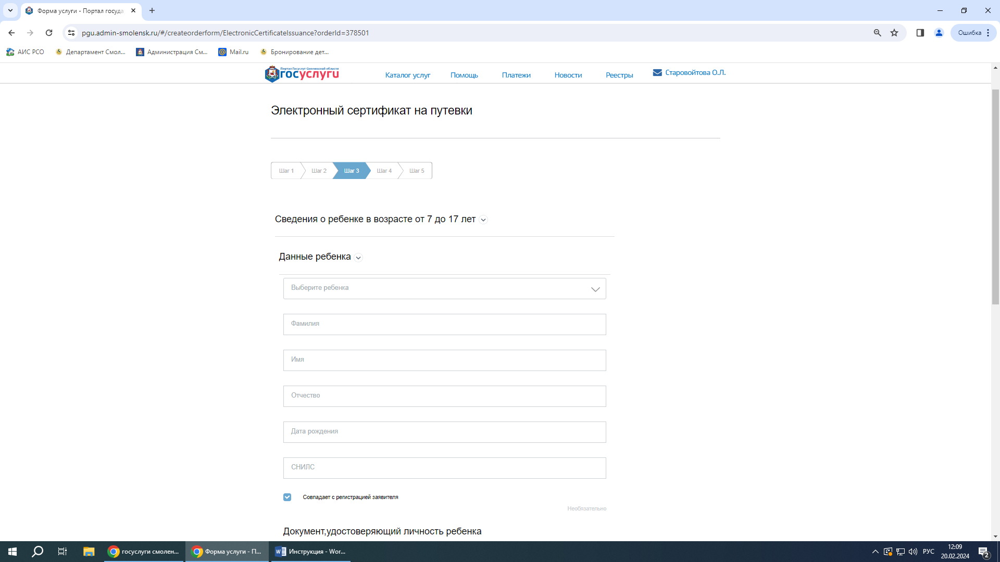 Форма услуги - Портал госуда
pgu.admin-smolensk.ru/#/createorderform/ElectronicCertificateIssuance?orderId=378501
Ошибка
АИС РСО
Департамент Смол...
Администрация См...
Mail.ru
Бронирование дет...
Портал Госуслуг Смоленской области
госуслуги
Каталог услуг
Помощь
Платежи
Новости
Реестры
Старовойтова О.Л.
Электронный сертификат на путевки
Шаг 1
Шаг 2
Шаг 3
Шаг 4
Шаг 5
Сведения о ребенке в возрасте от 7 до 17 лет
Данные ребенка
Выберите ребенка
Фамилия
Имя
Отчество
Дата рождения
СНИЛС
Совпадает с регистрацией заявителя
Необязательно
Документ,удостоверяющий личность ребенка
госуслуги смолен...
Форма услуги - П...
Инструкция - Wor...
РУС
12:09
20.02.2024
2